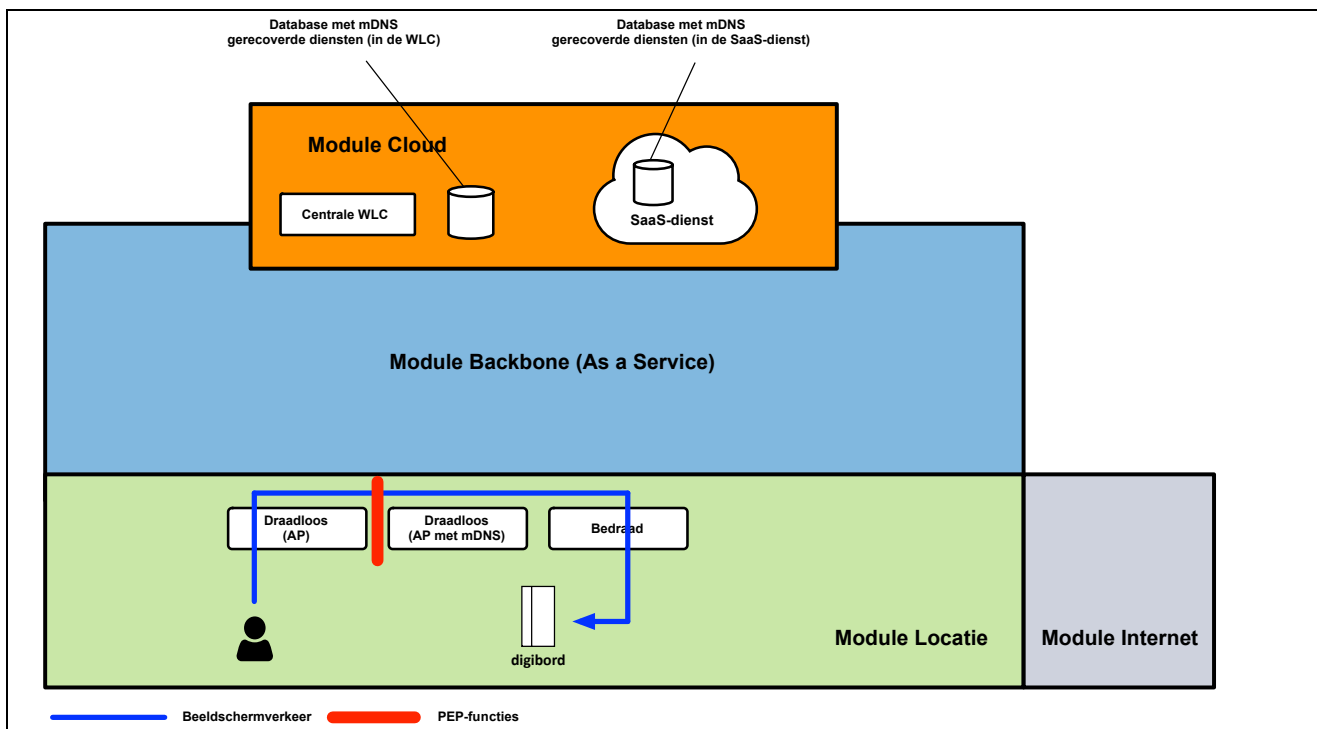 Database met mDNS
gerecoverde diensten (in de WLC)
Database met mDNS
gerecoverde diensten (in de SaaS-dienst)
Module Cloud
Centrale WLC
SaaS-dienst
Module Backbone (As a Service)
Draadloos
(AP)
Draadloos
(AP met mDNS)
Bedraad
digibord
Module Locatie
Module Internet
Beeldschermverkeer
PEP-functies